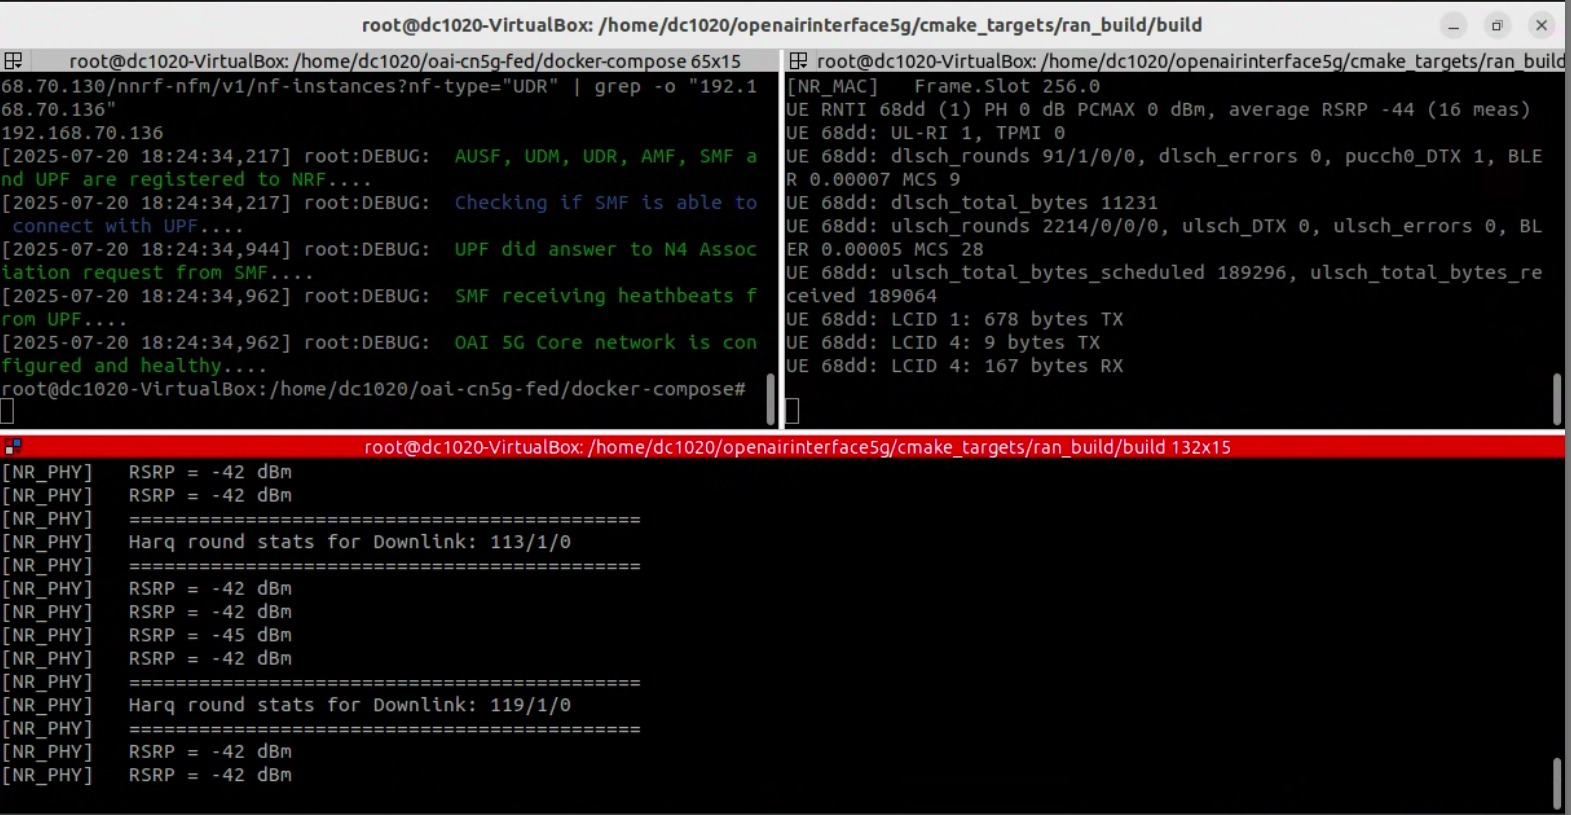 root@dc1020-VirtualBox: /home/dc1020/openairinterface5g/cmake_targets/ran_build/build
root@dc1020-VirtualBox: /home/dc1020/oai-cn5g-fed/docker-compose 65x15
68.70.130/nnrf-nfm/v1/nf-instances?nf-type="UDR" | grep -o "192.1
68.70.136"
192.168.70.136
[2025-07-20 18:24:34,217] root:DEBUG:  AUSF, UDM, UDR, AMF, SMF a
nd UPF are registered to NRF....
[2025-07-20 18:24:34,217] root:DEBUG:  Checking if SMF is able to
 connect with UPF....
[2025-07-20 18:24:34,944] root:DEBUG:  UPF did answer to N4 Assoc
iation request from SMF....
[2025-07-20 18:24:34,962] root:DEBUG:  SMF receiving heathbeats f
rom UPF....
[2025-07-20 18:24:34,962] root:DEBUG:  OAI 5G Core network is con
figured and healthy....
root@dc1020-VirtualBox:/home/dc1020/oai-cn5g-fed/docker-compose#
root@dc1020-VirtualBox: /home/dc1020/openairinterface5g/cmake_targets/ran_build
[NR_MAC]   Frame.Slot 256.0
UE RNTI 68dd (1) PH 0 dB PCMAX 0 dBm, average RSRP -44 (16 meas)
UE 68dd: UL-RI 1, TPMI 0
UE 68dd: dlsch_rounds 91/1/0/0, dlsch_errors 0, pucch0_DTX 1, BLE
R 0.00007 MCS 9
UE 68dd: dlsch_total_bytes 11231
UE 68dd: ulsch_rounds 2214/0/0/0, ulsch_DTX 0, ulsch_errors 0, BL
ER 0.00005 MCS 28
UE 68dd: ulsch_total_bytes_scheduled 189296, ulsch_total_bytes_re
ceived 189064
UE 68dd: LCID 1: 678 bytes TX
UE 68dd: LCID 4: 9 bytes TX
UE 68dd: LCID 4: 167 bytes RX
root@dc1020-VirtualBox: /home/dc1020/openairinterface5g/cmake_targets/ran_build/build 132x15
[NR_PHY]   RSRP = -42 dBm
[NR_PHY]   RSRP = -42 dBm
[NR_PHY]   ============================================
[NR_PHY]   Harq round stats for Downlink: 113/1/0
[NR_PHY]   ============================================
[NR_PHY]   RSRP = -42 dBm
[NR_PHY]   RSRP = -42 dBm
[NR_PHY]   RSRP = -45 dBm
[NR_PHY]   RSRP = -42 dBm
[NR_PHY]   ============================================
[NR_PHY]   Harq round stats for Downlink: 119/1/0
[NR_PHY]   ============================================
[NR_PHY]   RSRP = -42 dBm
[NR_PHY]   RSRP = -42 dBm